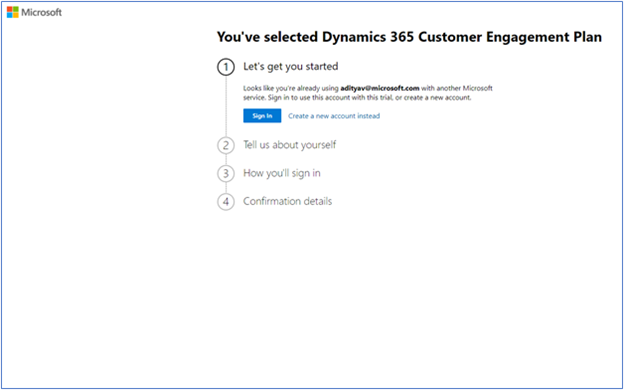 Microsoft
You've selected Dynamics 365 Customer Engagement Plan
1 Let's get you started
Looks like you're already using adityav@microsoft.com with another Microsoft
service. Sign in to use this account with this trial, or create a new account.
Sign In Create a new account instead
2 Tell us about yourself
3 How you'll sign in
4 Confirmation details